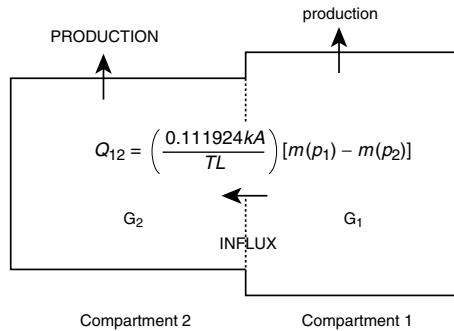 production
PRODUCTION
Q₁₂ = (0.111924kA / TL) [m(p₁) − m(p₂)]
G₂
G₁
INFLUX
Compartment 2
Compartment 1